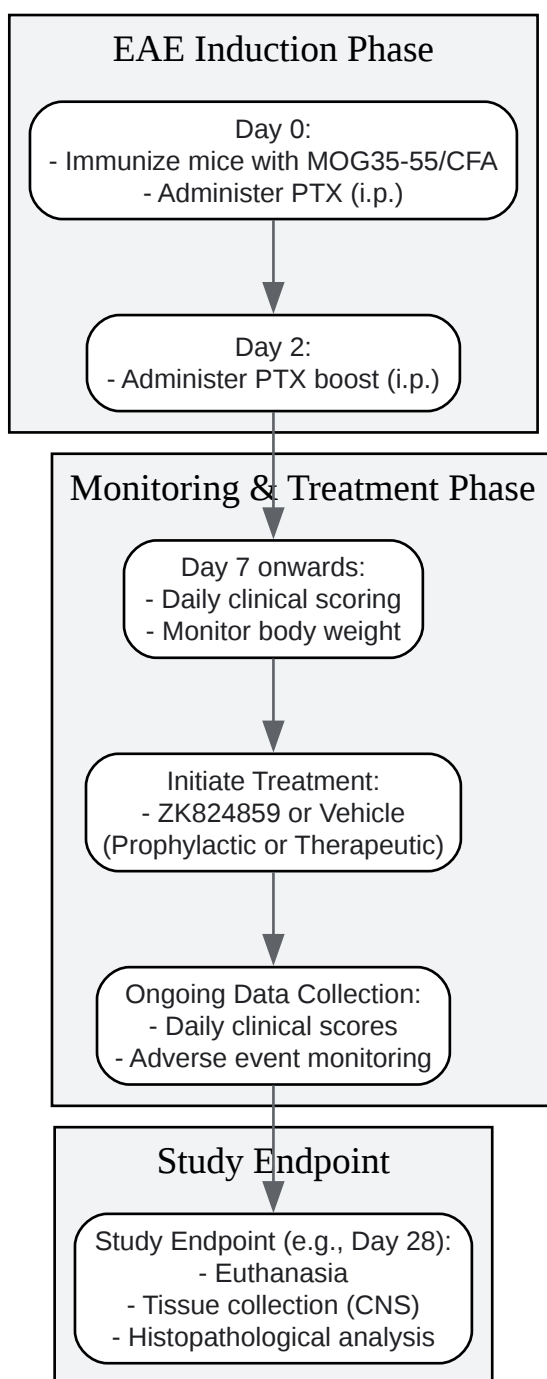 EAE Induction Phase
Day 0:
- Immunize mice with MOG35-55/CFA
- Administer PTX (i.p.)
Day 2:
- Administer PTX boost (i.p.)
Monitoring & Treatment Phase
Day 7 onwards:
- Daily clinical scoring
- Monitor body weight
Initiate Treatment:
- ZK824859 or Vehicle
(Prophylactic or Therapeutic)
Ongoing Data Collection:
- Daily clinical scores
- Adverse event monitoring
Study Endpoint
Study Endpoint (e.g., Day 28):
- Euthanasia
- Tissue collection (CNS)
- Histopathological analysis